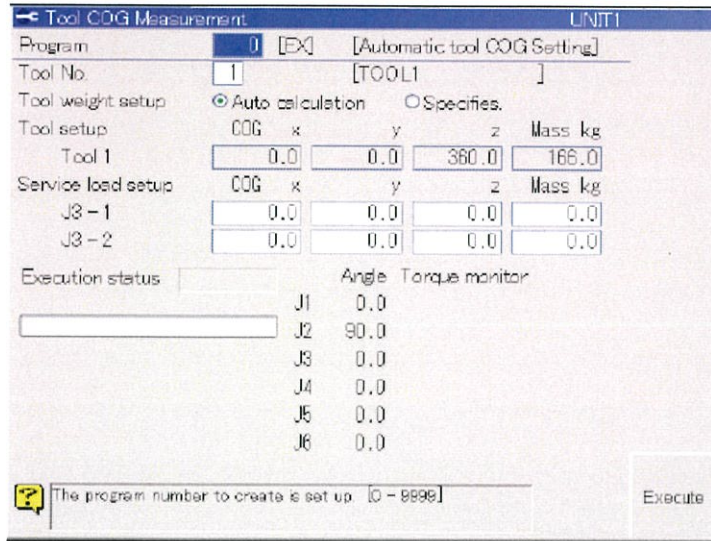 Tool COG Measurement UNIT1
Program 0 [EX] [Automatic tool COG Setting]
Tool No. 1 [TOOL1 ]
Tool weight setup Auto calculation Specifies.
Tool setup COG x y z Mass kg
Tool 1 0.0 0.0 360.0 166.0
Service load setup COG x y z Mass kg
J3-1 0.0 0.0 0.0 0.0
J3-2 0.0 0.0 0.0 0.0
Execution status Angle Torque monitor
J1 0.0
J2 90.0
J3 0.0
J4 0.0
J5 0.0
J6 0.0
The program number to create is set up. [0 - 9999]
Execute